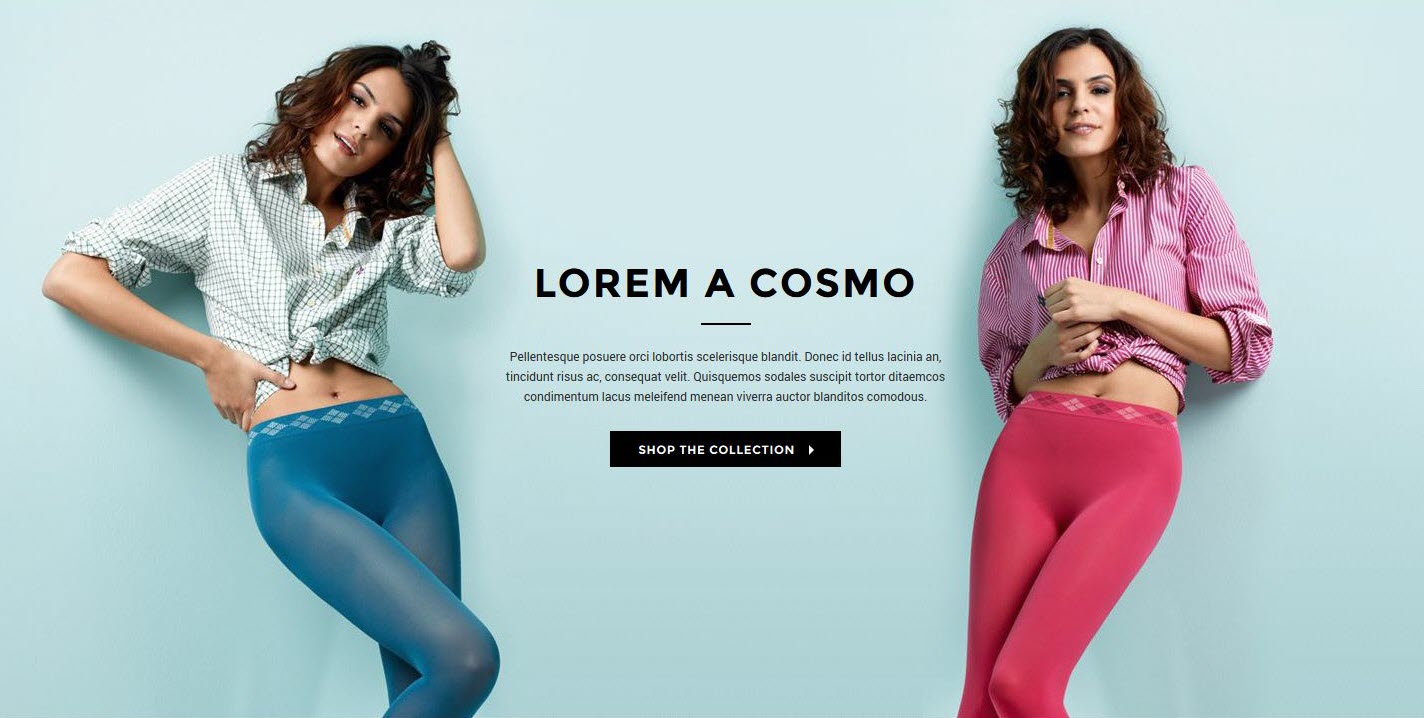 LOREM A COSMO
Pellentesque posuere orci lobortis scelerisque blandit. Donec id tellus lacinia an,
tincidunt risus ac, consequat velit. Quisquemos sodales suscipit tortor ditaemcos
condimentum lacus meleifend menean viverra auctor blanditos comodous.
SHOP THE COLLECTION